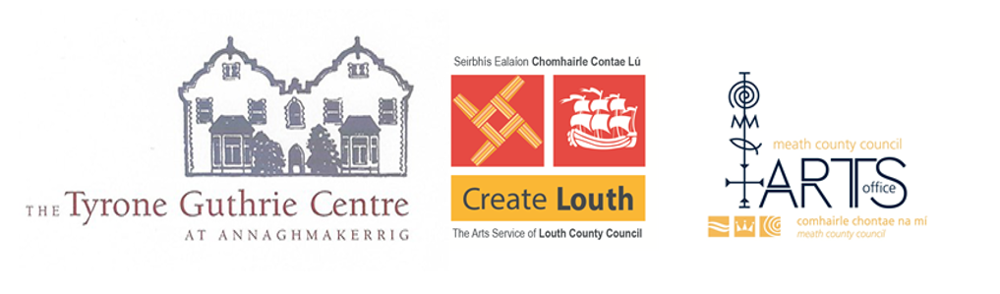 THE Tyrone Guthrie Centre
AT ANNAGHMAKERRIG
Seirbhís Ealaíon Chomhairle Contae Lú
Create Louth
The Arts Service of Louth County Council
meath county council
ARTS
office
comhairle chontae na mí
meath county council